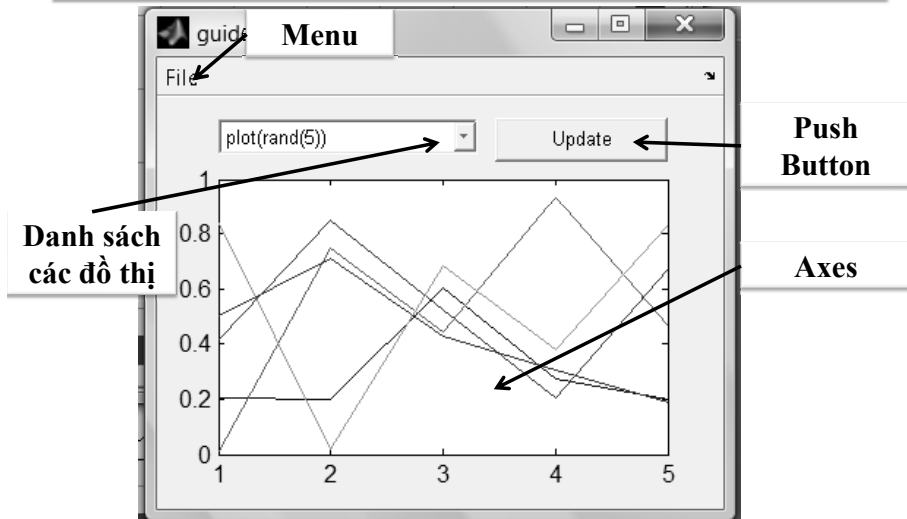 guide
Menu
File
plot(rand(5))
Update
Push
Button
Danh sách
các đồ thị
Axes
1
0.8
0.6
0.4
0.2
0
1 2 3 4 5